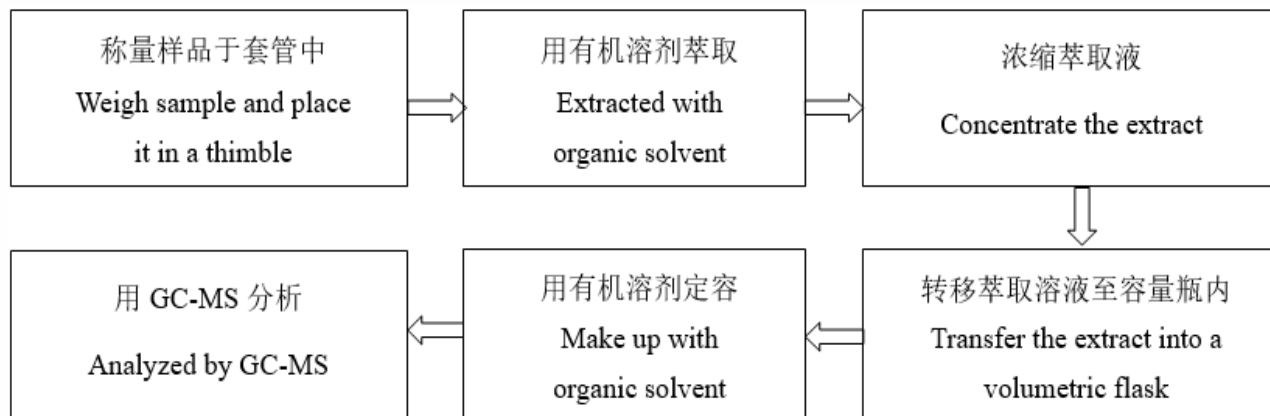 称量样品于套管中
Weigh sample and place
it in a thimble
用有机溶剂萃取
Extracted with
organic solvent
浓缩萃取液
Concentrate the extract
转移萃取溶液至容量瓶内
Transfer the extract into a
volumetric flask
用有机溶剂定容
Make up with
organic solvent
用 GC-MS 分析
Analyzed by GC-MS